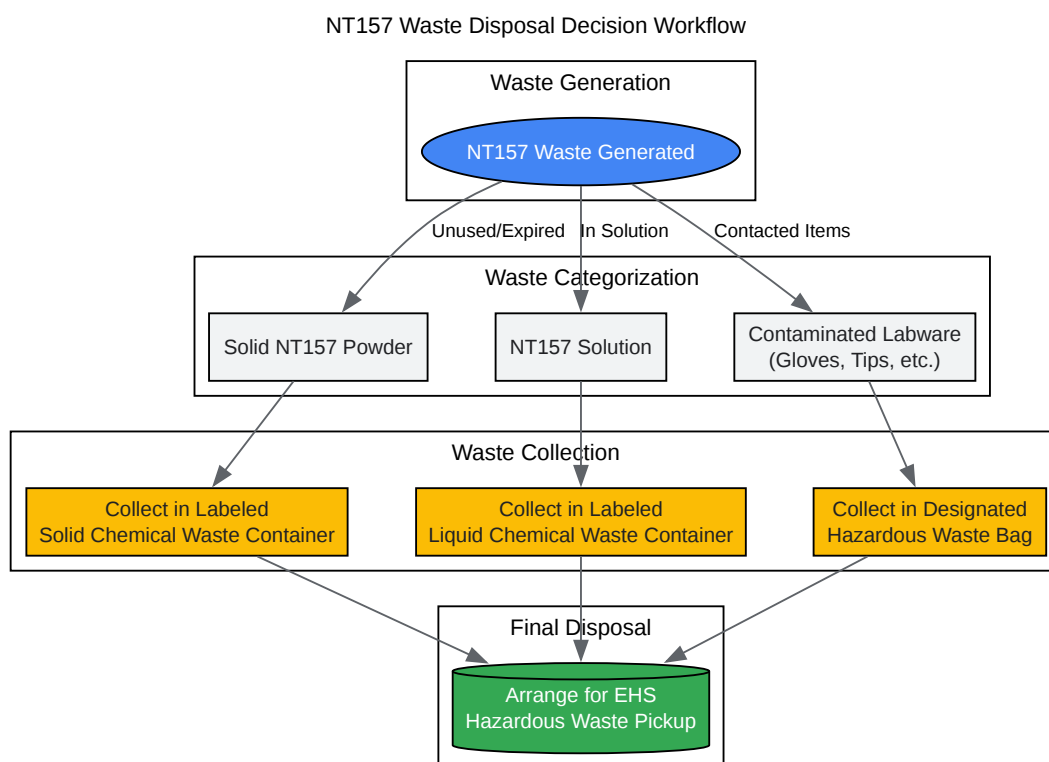 NT157 Waste Disposal Decision Workflow
Waste Generation
NT157 Waste Generated
Unused/Expired
In Solution
Contacted Items
Waste Categorization
Solid NT157 Powder
NT157 Solution
Contaminated Labware
(Gloves, Tips, etc.)
Waste Collection
Collect in Labeled
Solid Chemical Waste Container
Collect in Labeled
Liquid Chemical Waste Container
Collect in Designated
Hazardous Waste Bag
Final Disposal
Arrange for EHS
Hazardous Waste Pickup